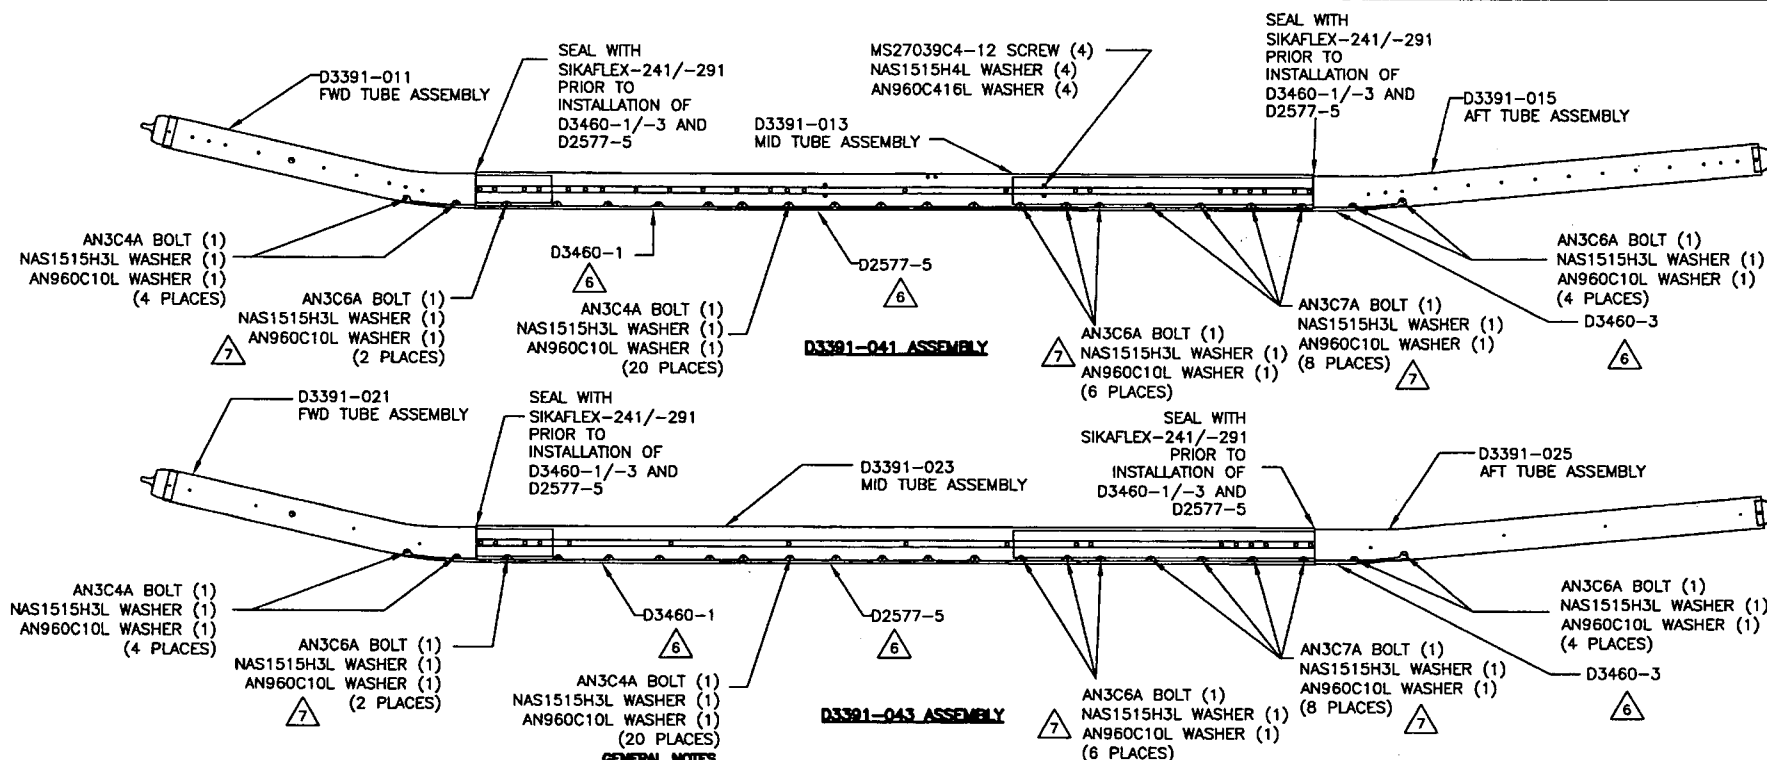 D3391-011
FWD TUBE ASSEMBLY
SEAL WITH
SIKAFLEX-241/-291
PRIOR TO
INSTALLATION OF
D3460-1/-3 AND
D2577-5
MS27039C4-12 SCREW (4)
NAS1515H4L WASHER (4)
AN960C416L WASHER (4)
D3391-013
MID TUBE ASSEMBLY
SEAL WITH
SIKAFLEX-241/-291
PRIOR TO
INSTALLATION OF
D3460-1/-3 AND
D2577-5
D3391-015
AFT TUBE ASSEMBLY
AN3C4A BOLT (1)
NAS1515H3L WASHER (1)
AN960C10L WASHER (1)
(4 PLACES)
AN3C6A BOLT (1)
NAS1515H3L WASHER (1)
AN960C10L WASHER (1)
(2 PLACES)
7
D3460-1
6
AN3C4A BOLT (1)
NAS1515H3L WASHER (1)
AN960C10L WASHER (1)
(20 PLACES)
D2577-5
6
D3391-041 ASSEMBLY
7
AN3C6A BOLT (1)
NAS1515H3L WASHER (1)
AN960C10L WASHER (1)
(6 PLACES)
AN3C7A BOLT (1)
NAS1515H3L WASHER (1)
AN960C10L WASHER (1)
(8 PLACES)
7
AN3C6A BOLT (1)
NAS1515H3L WASHER (1)
AN960C10L WASHER (1)
(4 PLACES)
D3460-3
6
D3391-021
FWD TUBE ASSEMBLY
SEAL WITH
SIKAFLEX-241/-291
PRIOR TO
INSTALLATION OF
D3460-1/-3 AND
D2577-5
D3391-023
MID TUBE ASSEMBLY
SEAL WITH
SIKAFLEX-241/-291
PRIOR TO
INSTALLATION OF
D3460-1/-3 AND
D2577-5
D3391-025
AFT TUBE ASSEMBLY
AN3C4A BOLT (1)
NAS1515H3L WASHER (1)
AN960C10L WASHER (1)
(4 PLACES)
AN3C6A BOLT (1)
NAS1515H3L WASHER (1)
AN960C10L WASHER (1)
(2 PLACES)
7
D3460-1
6
AN3C4A BOLT (1)
NAS1515H3L WASHER (1)
AN960C10L WASHER (1)
(20 PLACES)
D2577-5
6
D3391-043 ASSEMBLY
7
AN3C6A BOLT (1)
NAS1515H3L WASHER (1)
AN960C10L WASHER (1)
(6 PLACES)
AN3C7A BOLT (1)
NAS1515H3L WASHER (1)
AN960C10L WASHER (1)
(8 PLACES)
7
AN3C6A BOLT (1)
NAS1515H3L WASHER (1)
AN960C10L WASHER (1)
(4 PLACES)
D3460-3
6
GENERAL NOTES